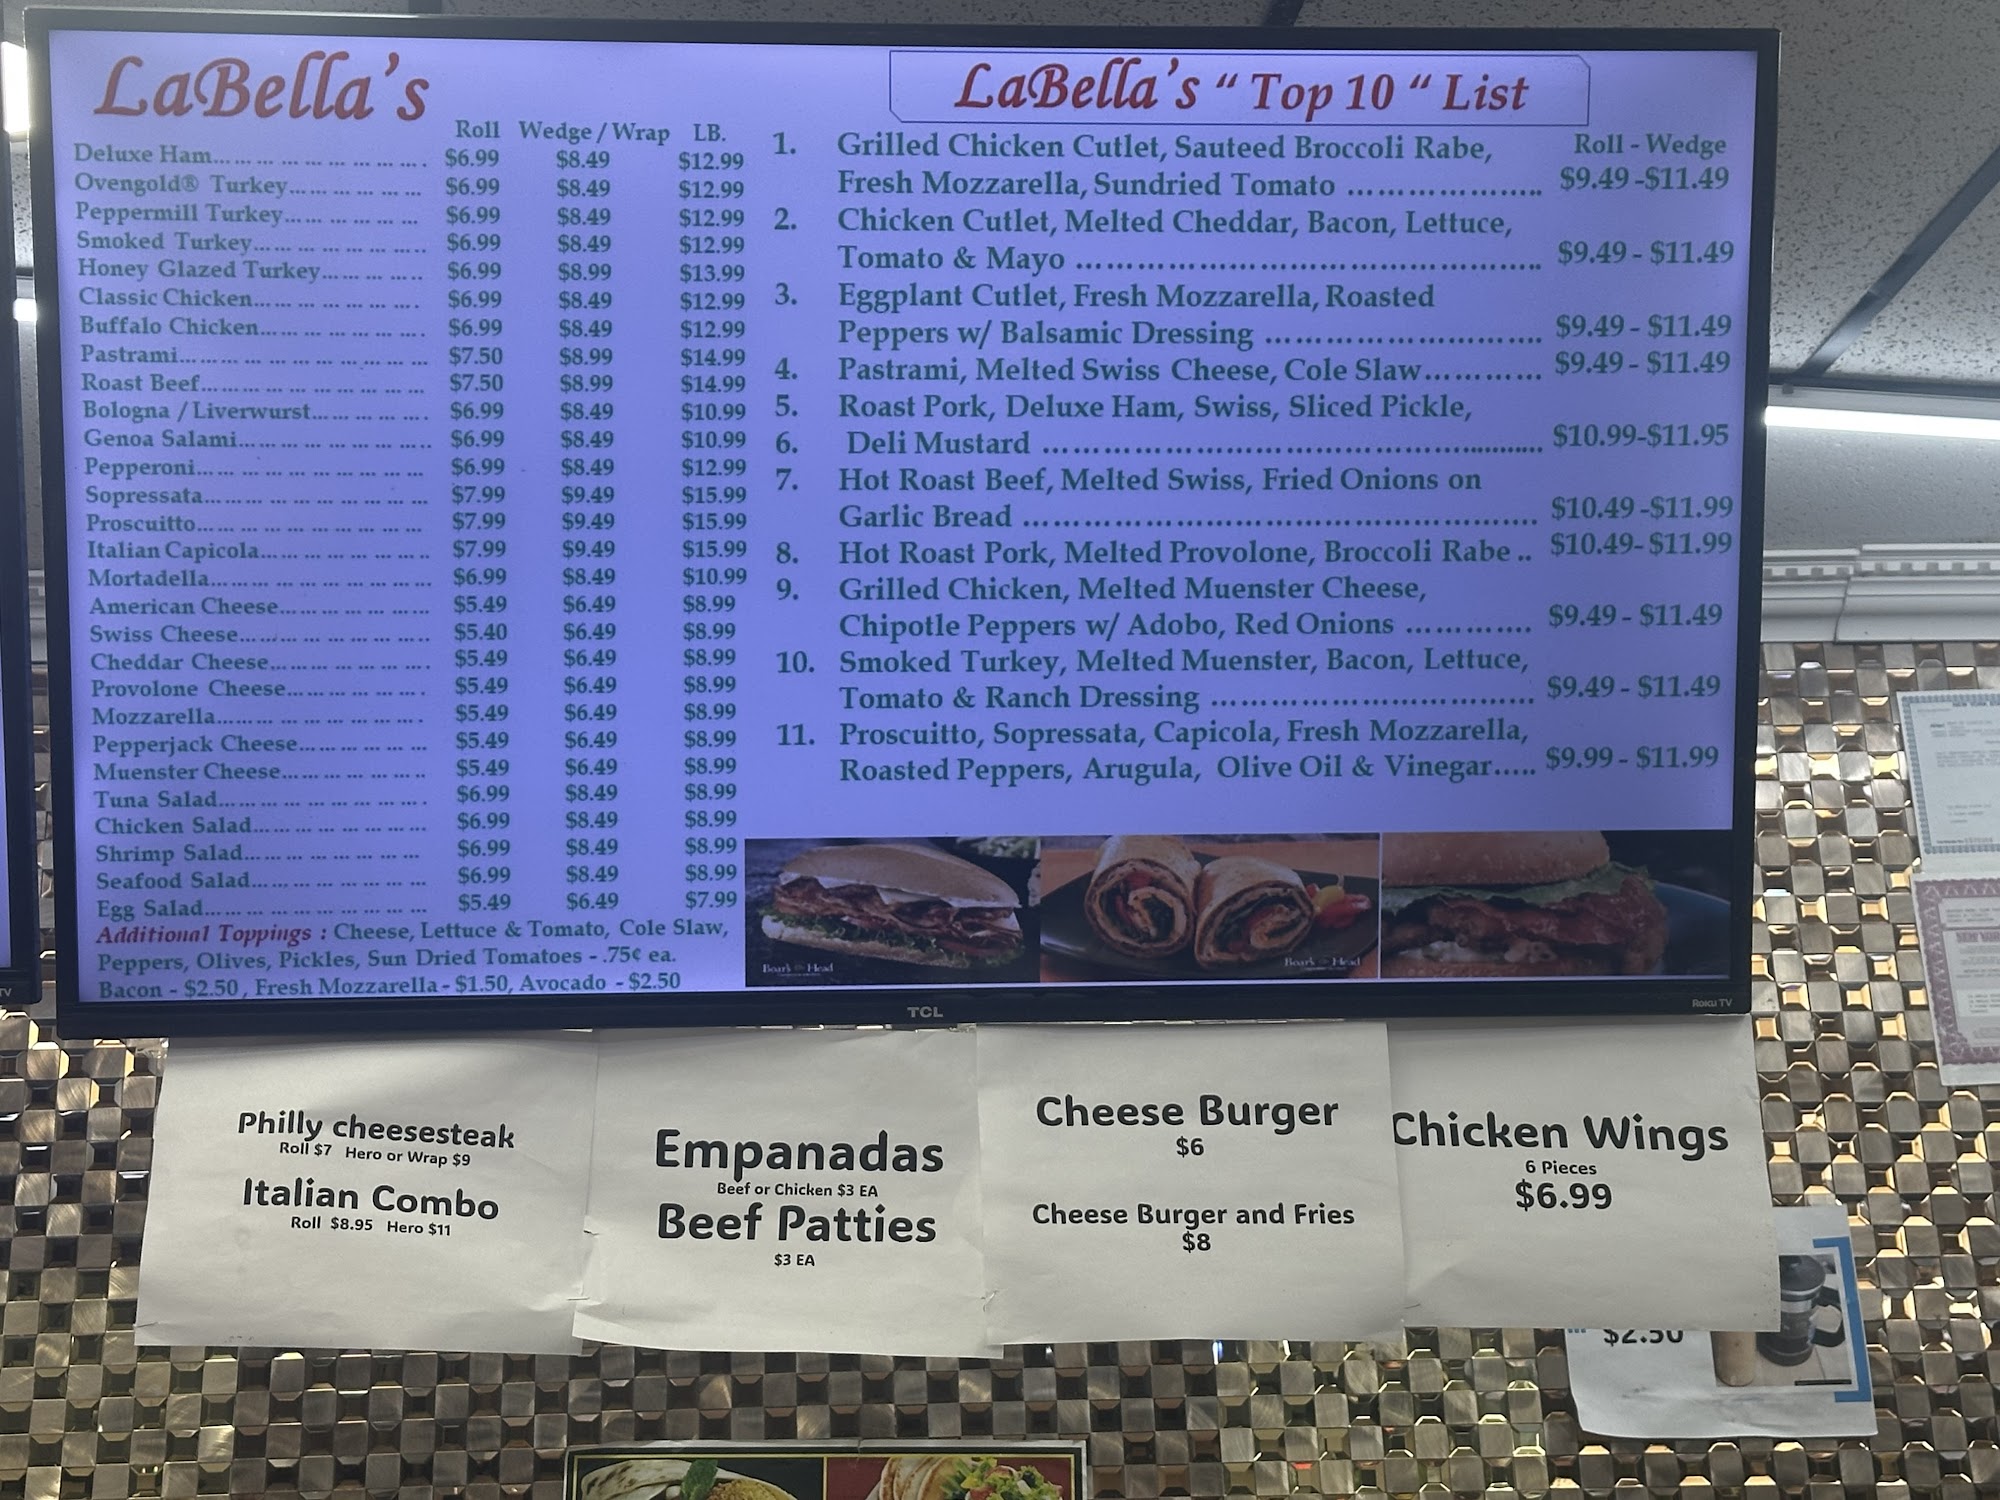 LaBella's
Roll Wedge / Wrap LB.
Deluxe Ham... ... ... ... ... ... ... ... ... . $6.99 $8.49 $12.99
Ovengold® Turkey... ... ... ... ... ... $6.99 $8.49 $12.99
Peppermill Turkey... ... ... ... ... ... $6.99 $8.49 $12.99
Smoked Turkey... ... ... ... ... ... ... . $6.99 $8.49 $12.99
Honey Glazed Turkey... ... ... ... .. $6.99 $8.99 $13.99
Classic Chicken... ... ... ... ... ... ... . $6.99 $8.49 $12.99
Buffalo Chicken... ... ... ... ... ... ... . $6.99 $8.49 $12.99
Pastrami... ... ... ... ... ... ... ... ... ... $7.50 $8.99 $14.99
Roast Beef... ... ... ... ... ... ... ... ... $7.50 $8.99 $14.99
Bologna / Liverwurst... ... ... ... ... . $6.99 $8.49 $10.99
Genoa Salami... ... ... ... ... ... ... ... .. $6.99 $8.49 $10.99
Pepperoni... ... ... ... ... ... ... ... ... $6.99 $8.49 $12.99
Sopressata... ... ... ... ... ... ... ... ... $7.99 $9.49 $15.99
Proscuitto... ... ... ... ... ... ... ... ... $7.99 $9.49 $15.99
Italian Capicola... ... ... ... ... ... ... .. $7.99 $9.49 $15.99
Mortadella... ... ... ... ... ... ... ... ... $6.99 $8.49 $10.99
American Cheese... ... ... ... ... ... ... $5.49 $6.49 $8.99
Swiss Cheese... ... ... ... ... ... ... ... .. $5.40 $6.49 $8.99
Cheddar Cheese... ... ... ... ... ... ... . $5.49 $6.49 $8.99
Provolone Cheese... ... ... ... ... ... . $5.49 $6.49 $8.99
Mozzarella... ... ... ... ... ... ... ... ... . $5.49 $6.49 $8.99
Pepperjack Cheese... ... ... ... ... ... $5.49 $6.49 $8.99
Muenster Cheese... ... ... ... ... ... .. $5.49 $6.49 $8.99
Tuna Salad... ... ... ... ... ... ... ... ... . $6.99 $8.49 $8.99
Chicken Salad... ... ... ... ... ... ... ... $6.99 $8.49 $8.99
Shrimp Salad... ... ... ... ... ... ... ... $6.99 $8.49 $8.99
Seafood Salad... ... ... ... ... ... ... ... $6.99 $8.49 $8.99
Egg Salad... ... ... ... ... ... ... ... ... ... $5.49 $6.49 $7.99
Additional Toppings : Cheese, Lettuce & Tomato, Cole Slaw,
Peppers, Olives, Pickles, Sun Dried Tomatoes - .75¢ ea.
Bacon - $2.50, Fresh Mozzarella - $1.50, Avocado - $2.50
LaBella's “ Top 10 “ List
Roll - Wedge
1. Grilled Chicken Cutlet, Sauteed Broccoli Rabe,
Fresh Mozzarella, Sundried Tomato ………………... $9.49 -$11.49
2. Chicken Cutlet, Melted Cheddar, Bacon, Lettuce,
Tomato & Mayo …………………………………………... $9.49 - $11.49
3. Eggplant Cutlet, Fresh Mozzarella, Roasted
Peppers w/ Balsamic Dressing ………………………. $9.49 - $11.49
4. Pastrami, Melted Swiss Cheese, Cole Slaw………… $9.49 - $11.49
5. Roast Pork, Deluxe Ham, Swiss, Sliced Pickle,
6. Deli Mustard ……………………………………............ $10.99-$11.95
7. Hot Roast Beef, Melted Swiss, Fried Onions on
Garlic Bread ………………………………………………. $10.49 -$11.99
8. Hot Roast Pork, Melted Provolone, Broccoli Rabe .. $10.49- $11.99
9. Grilled Chicken, Melted Muenster Cheese,
Chipotle Peppers w/ Adobo, Red Onions …………. $9.49 - $11.49
10. Smoked Turkey, Melted Muenster, Bacon, Lettuce,
Tomato & Ranch Dressing ……………………………. $9.49 - $11.49
11. Proscuitto, Sopressata, Capicola, Fresh Mozzarella,
Roasted Peppers, Arugula, Olive Oil & Vinegar….. $9.99 - $11.99
Boar's Head
Boar's Head
TCL
Roku TV
TV
Philly cheesesteak
Roll $7 Hero or Wrap $9
Italian Combo
Roll $8.95 Hero $11
Empanadas
Beef or Chicken $3 EA
Beef Patties
$3 EA
Cheese Burger
$6
Cheese Burger and Fries
$8
Chicken Wings
6 Pieces
$6.99
$2.50